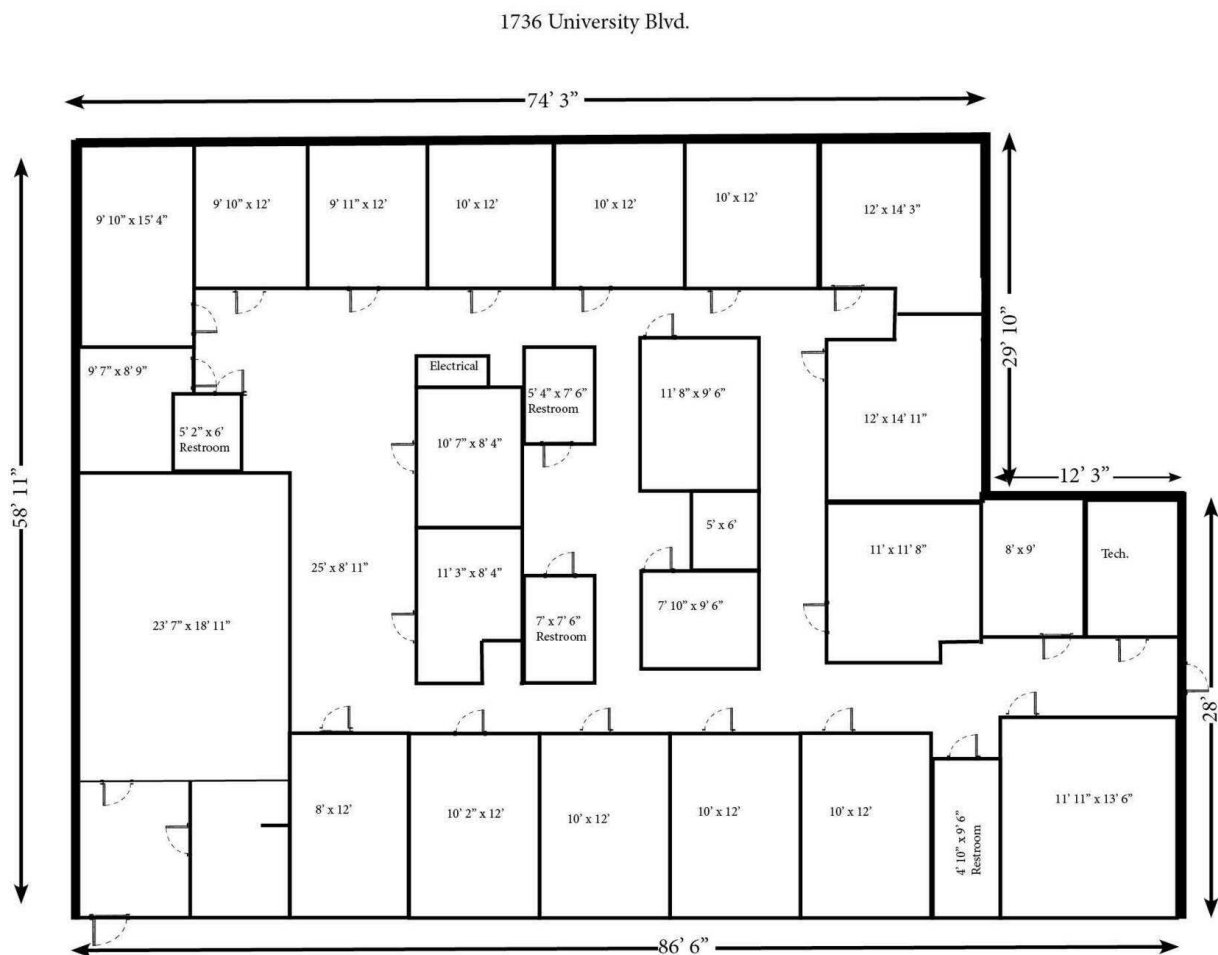 1736 University Blvd.
74’ 3”
9’ 10” x 15’ 4”
9’ 10” x 12’
9’ 11” x 12’
10’ x 12’
10’ x 12’
10’ x 12’
12’ x 14’ 3”
29’ 10”
58’ 11”
9’ 7” x 8’ 9”
5’ 2” x 6’
Restroom
Electrical
10’ 7” x 8’ 4”
5’ 4” x 7’ 6”
Restroom
11’ 8” x 9’ 6”
12’ x 14’ 11”
12’ 3”
23’ 7” x 18’ 11”
25’ x 8’ 11”
11’ 3” x 8’ 4”
7’ x 7’ 6”
Restroom
5’ x 6’
7’ 10” x 9’ 6”
11’ x 11’ 8”
8’ x 9’
Tech.
28’
8’ x 12’
10’ 2” x 12’
10’ x 12’
10’ x 12’
10’ x 12’
4’ 10” x 9’ 6”
Restroom
11’ 11” x 13’ 6”
86’ 6”